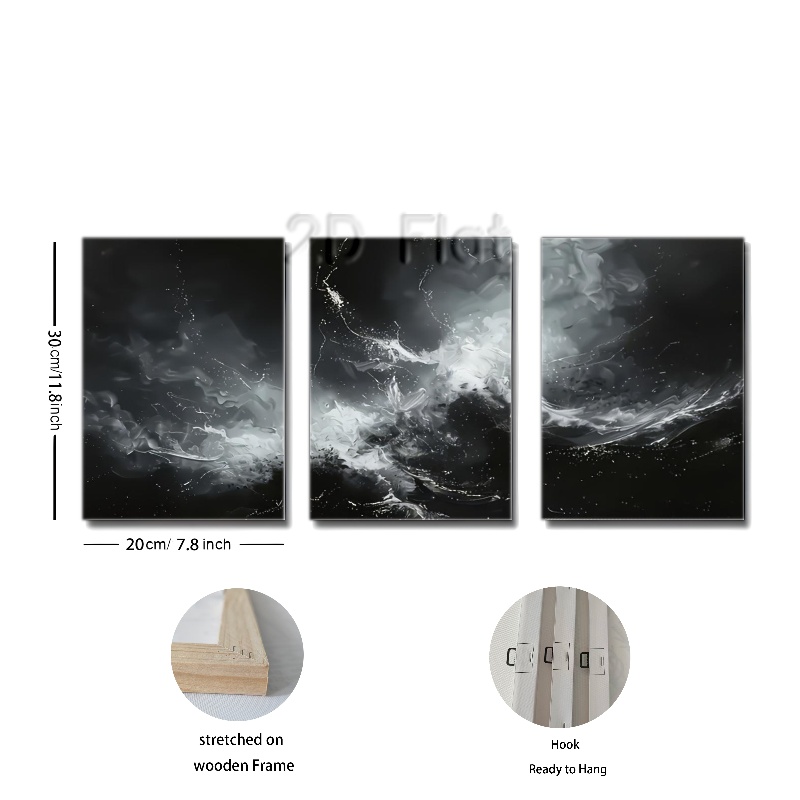 2D Flat
30cm/11.8inch
20cm/ 7.8 inch
stretched on
wooden Frame
Hook
Ready to Hang